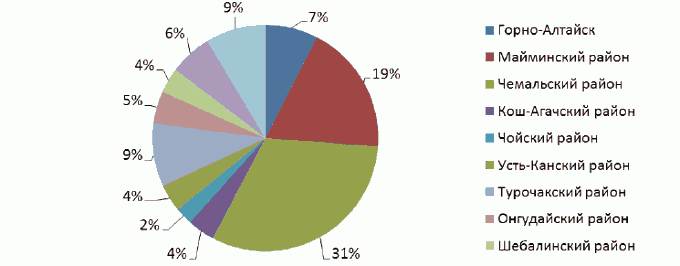 9%
7%
6%
19%
4%
5%
9%
4%
2%
4%
31%
Горно-Алтайск
Майминский район
Чемальский район
Кош-Агачский район
Чойский район
Усть-Канский район
Турочакский район
Онгудайский район
Шебалинский район